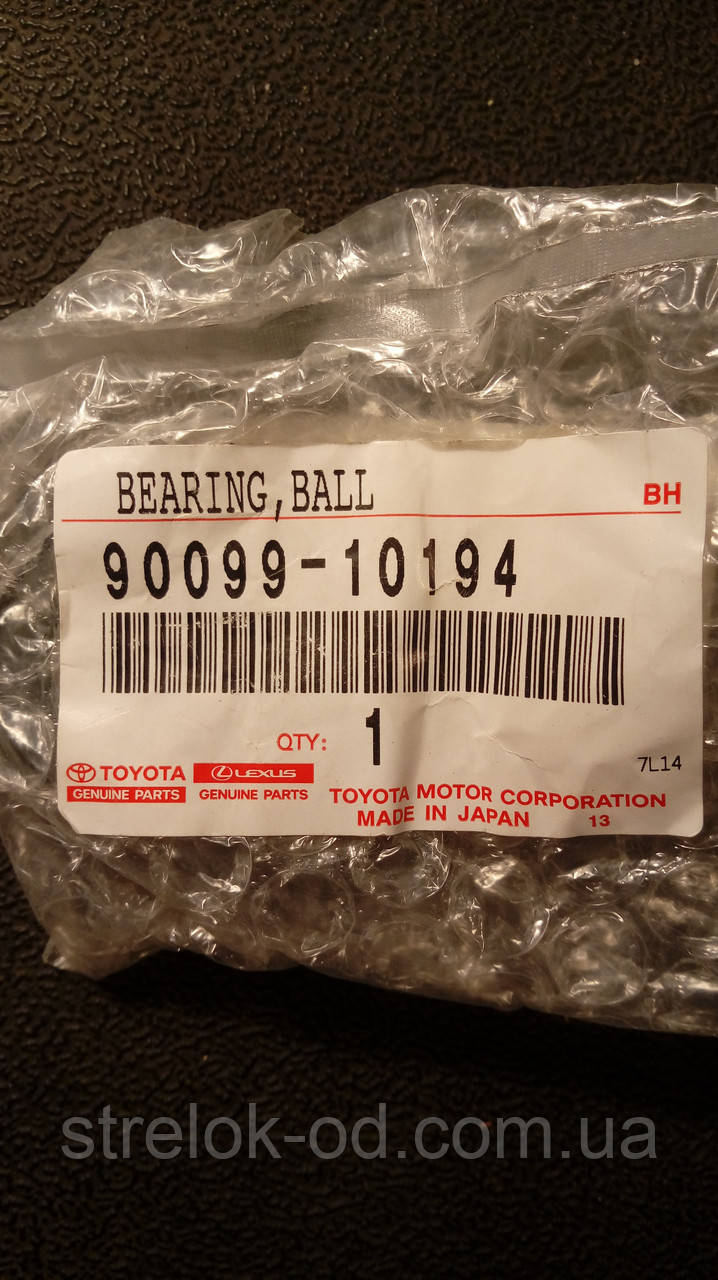 BEARING,BALL BH
90099-10194
QTY: 1
7L14
TOYOTA LEXUS
GENUINE PARTS GENUINE PARTS
TOYOTA MOTOR CORPORATION
MADE IN JAPAN 13
strelok-od.com.ua